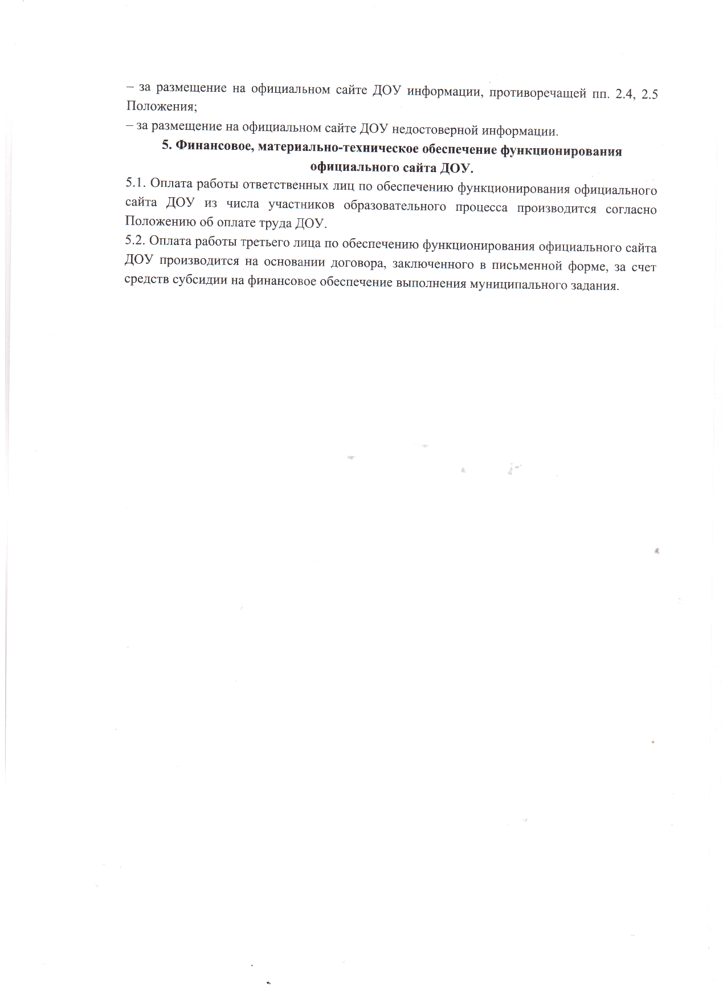 – за размещение на официальном сайте ДОУ информации, противоречащей пп. 2.4, 2.5
Положения;
– за размещение на официальном сайте ДОУ недостоверной информации.
5. Финансовое, материально-техническое обеспечение функционирования
официального сайта ДОУ.
5.1. Оплата работы ответственных лиц по обеспечению функционирования официального
сайта ДОУ из числа участников образовательного процесса производится согласно
Положению об оплате труда ДОУ.
5.2. Оплата работы третьего лица по обеспечению функционирования официального сайта
ДОУ производится на основании договора, заключенного в письменной форме, за счет
средств субсидии на финансовое обеспечение выполнения муниципального задания.